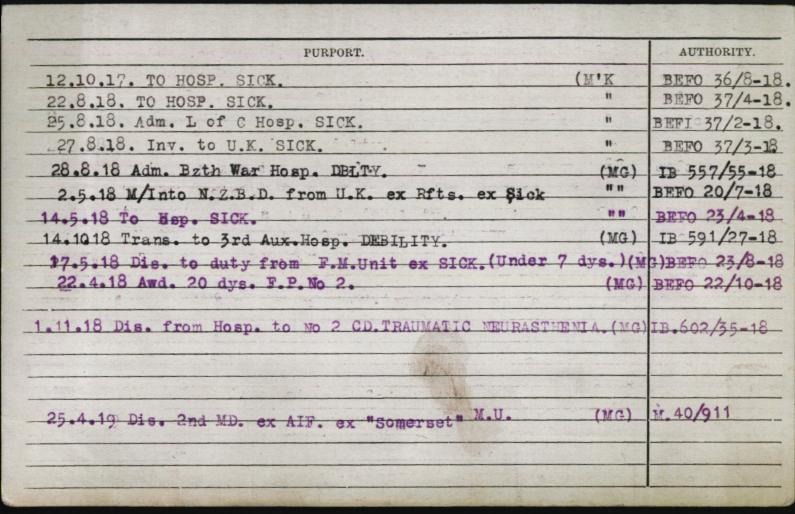 PURPORT. AUTHORITY.
12.10.17. TO HOSP. SICK. (M'K BEFO 36/8-18.
22.8.18. TO HOSP. SICK. " BEFO 37/4-18.
25.8.18. Adm. L of C Hosp. SICK. " BEFI 37/2-18.
27.8.18. Inv. to U.K. SICK. " BEFO 37/3-18
28.8.18 Adm. Bzth War Hosp. DBLTY. (MG) IB 557/55-18
2.5.18 M/Into N.Z.B.D. from U.K. ex Rfts. ex Sick "" BEFO 20/7-18
14.5.18 To Hsp. SICK. "" BEFO 23/4-18
14.1018 Trans. to 3rd Aux.Hosp. DEBILITY. (MG) IB 591/27-18
17.5.18 Dis. to duty from F.M.Unit ex SICK.(Under 7 dys.)(MG)BEFO 23/8-18
22.4.18 Awd. 20 dys. F.P.No 2. (MG) BEFO 22/10-18
1.11.18 Dis. from Hosp. to No 2 CD.TRAUMATIC NEURASTHENIA.(MG)IB.602/35-18
25.4.19 Dis. 2nd MD. ex AIF. ex "Somerset" M.U. (MG) M.40/911